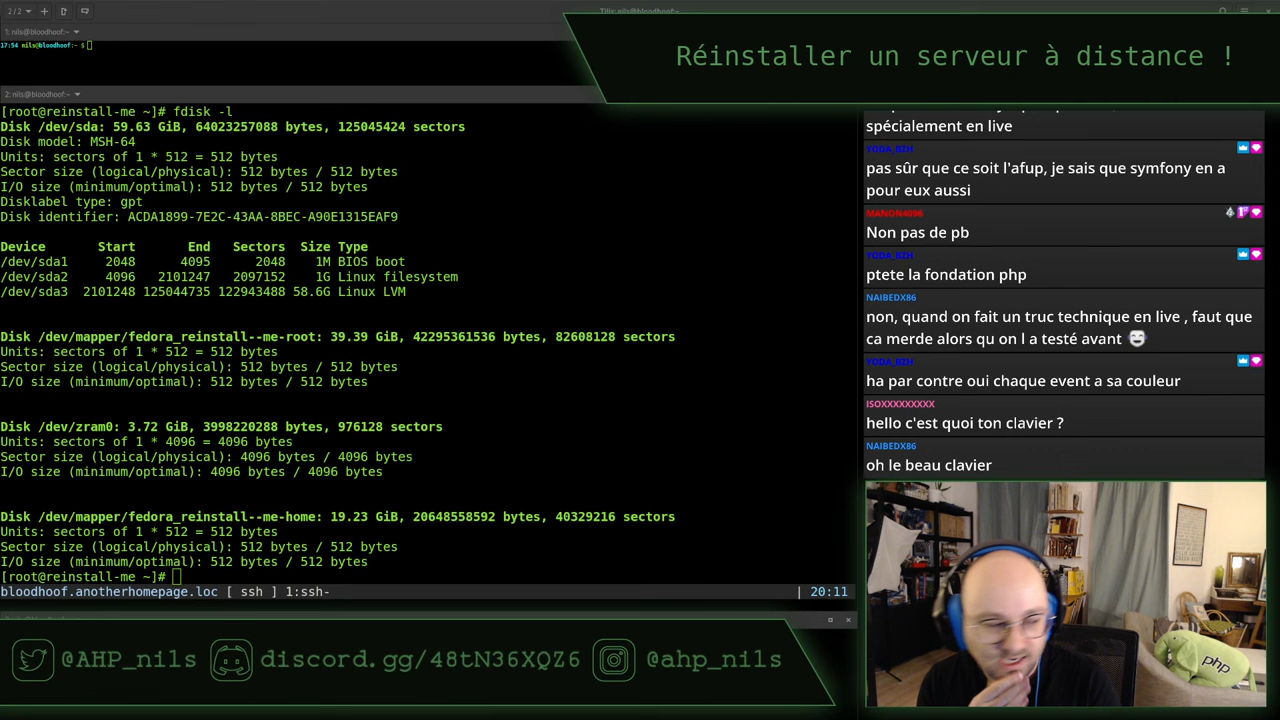 2/2
Tilix: nils@bloodhoof:~
1: nils@bloodhoof:~
17:54 nils@bloodhoof:~ $
Réinstaller un serveur à distance !
2: nils@bloodhoof:~
[root@reinstall-me ~]# fdisk -l
Disk /dev/sda: 59.63 GiB, 64023257088 bytes, 125045424 sectors
Disk model: MSH-64
Units: sectors of 1 * 512 = 512 bytes
Sector size (logical/physical): 512 bytes / 512 bytes
I/O size (minimum/optimal): 512 bytes / 512 bytes
Disklabel type: gpt
Disk identifier: ACDA1899-7E2C-43AA-8BEC-A90E1315EAF9
Device Start End Sectors Size Type
/dev/sda1 2048 4095 2048 1M BIOS boot
/dev/sda2 4096 2101247 2097152 1G Linux filesystem
/dev/sda3 2101248 125044735 122943488 58.6G Linux LVM
Disk /dev/mapper/fedora_reinstall--me-root: 39.39 GiB, 42295361536 bytes, 82608128 sectors
Units: sectors of 1 * 512 = 512 bytes
Sector size (logical/physical): 512 bytes / 512 bytes
I/O size (minimum/optimal): 512 bytes / 512 bytes
Disk /dev/zram0: 3.72 GiB, 3998220288 bytes, 976128 sectors
Units: sectors of 1 * 4096 = 4096 bytes
Sector size (logical/physical): 4096 bytes / 4096 bytes
I/O size (minimum/optimal): 4096 bytes / 4096 bytes
Disk /dev/mapper/fedora_reinstall--me-home: 19.23 GiB, 20648558592 bytes, 40329216 sectors
Units: sectors of 1 * 512 = 512 bytes
Sector size (logical/physical): 512 bytes / 512 bytes
I/O size (minimum/optimal): 512 bytes / 512 bytes
[root@reinstall-me ~]#
bloodhoof.anotherhomepage.loc [ ssh ] 1:ssh- | 20:11
spécialement en live
YODA_BZH
pas sûr que ce soit l'afup, je sais que symfony en a
pour eux aussi
MANON4096
Non pas de pb
YODA_BZH
ptete la fondation php
NAIBEDX86
non, quand on fait un truc technique en live , faut que
ca merde alors qu on l a testé avant
YODA_BZH
ha par contre oui chaque event a sa couleur
ISOXXXXXXXXX
hello c'est quoi ton clavier ?
NAIBEDX86
oh le beau clavier
php
@AHP_nils discord.gg/48tN36XQZ6 @ahp_nils